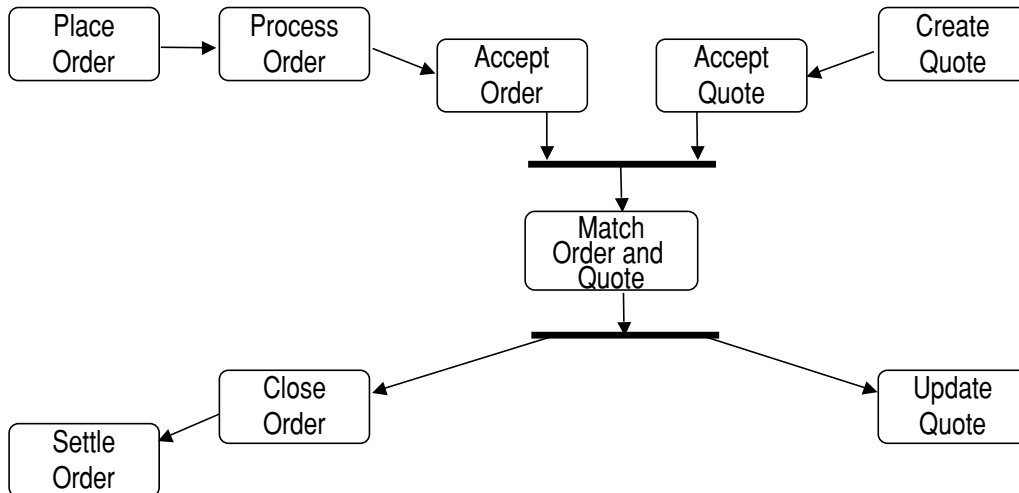 Place
Order
Process
Order
Accept
Order
Accept
Quote
Create
Quote
Match
Order and
Quote
Close
Order
Update
Quote
Settle
Order